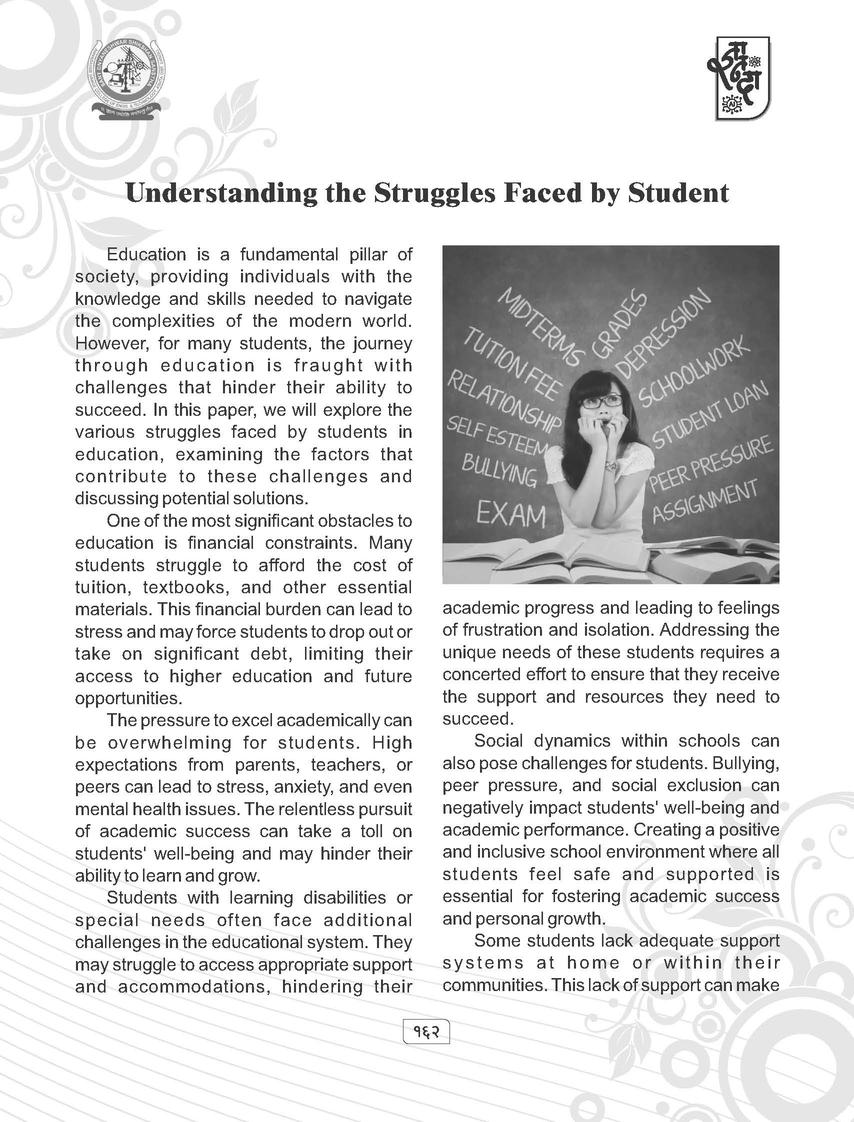 Understanding the Struggles Faced by Student
Education is a fundamental pillar of
society, providing individuals with the
knowledge and skills needed to navigate
the complexities of the modern world.
However, for many students, the journey
through education is fraught with
challenges that hinder their ability to
succeed. In this paper, we will explore the
various struggles faced by students in
education, examining the factors that
contribute to these challenges and
discussing potential solutions.
One of the most significant obstacles to
education is financial constraints. Many
students struggle to afford the cost of
tuition, textbooks, and other essential
materials. This financial burden can lead to
stress and may force students to drop out or
take on significant debt, limiting their
access to higher education and future
opportunities.
The pressure to excel academically can
be overwhelming for students. High
expectations from parents, teachers, or
peers can lead to stress, anxiety, and even
mental health issues. The relentless pursuit
of academic success can take a toll on
students' well-being and may hinder their
ability to learn and grow.
Students with learning disabilities or
special needs often face additional
challenges in the educational system. They
may struggle to access appropriate support
and accommodations, hindering their
MIDTERMS
GRADES
DEPRESSION
TUTION FEE
SCHOOLWORK
RELATIONSHIP
STUDENT LOAN
SELF ESTEEM
PEER PRESSURE
BULLYING
ASSIGNMENT
EXAM
academic progress and leading to feelings
of frustration and isolation. Addressing the
unique needs of these students requires a
concerted effort to ensure that they receive
the support and resources they need to
succeed.
Social dynamics within schools can
also pose challenges for students. Bullying,
peer pressure, and social exclusion can
negatively impact students' well-being and
academic performance. Creating a positive
and inclusive school environment where all
students feel safe and supported is
essential for fostering academic success
and personal growth.
Some students lack adequate support
systems at home or within their
communities. This lack of support can make
१६२